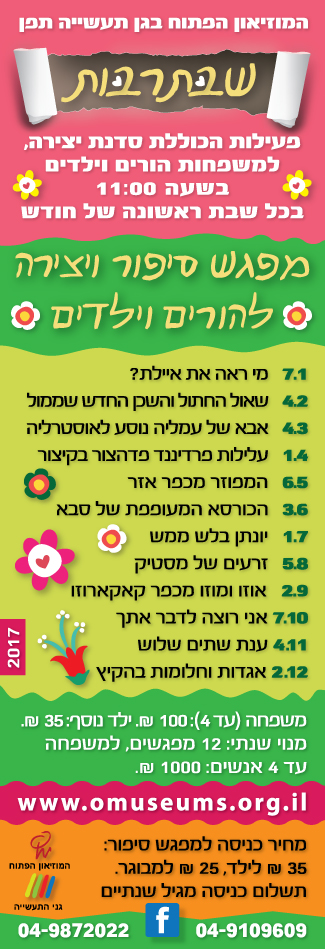 המוזיאון הפתוח בגן תעשייה תפן
שבתרבות
פעילות הכוללת סדנת יצירה,
למשפחות הורים וילדים
בשעה 11:00
בכל שבת ראשונה של חודש
מפגש סיפור ויצירה
להורים וילדים
7.1 מי ראה את איילת?
4.2 שאול החתול והשכן החדש שממול
4.3 אבא של עמליה נוסע לאוסטרליה
1.4 עלילות פרדיננד פדהצור בקיצור
6.5 המפוזר מכפר אזר
3.6 הכורסא המעופפת של סבא
1.7 יונתן בלש ממש
5.8 זרעים של מסטיק
2.9 אוזו ומוזו מכפר קאקארוזו
7.10 אני רוצה לדבר אתך
4.11 ענת שתים שלוש
2.12 אגדות וחלומות בהקיץ
2017
משפחה (עד 4): 100 ₪. ילד נוסף: 35 ₪.
מנוי שנתי: 12 מפגשים, למשפחה
עד 4 אנשים: 1000 ₪.
www.omuseums.org.il
מחיר כניסה למפגש סיפור:
35 ₪ לילד, 25 ₪ למבוגר.
תשלום כניסה מגיל שנתיים
המוזיאון הפתוח
גני התעשייה
04-9109609
f
04-9872022